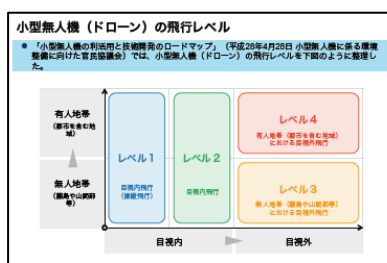 小型無人機（ドローン）の飛行レベル
● 「小型無人機の利活用と技術開発のロードマップ」（平成28年4月28日 小型無人機に係る環境
整備に向けた官民協議会）では、小型無人機（ドローン）の飛行レベルを下図のように整理し
た。
有人地帯
（都市を含む地
域）
無人地帯
（離島や山間部
等）
レベル1
目視内飛行
（操縦飛行）
レベル2
目視内飛行
レベル4
有人地帯（都市を含む地域）
における目視外飛行
レベル3
無人地帯（離島や山間部等）
における目視外飛行
目視内
目視外